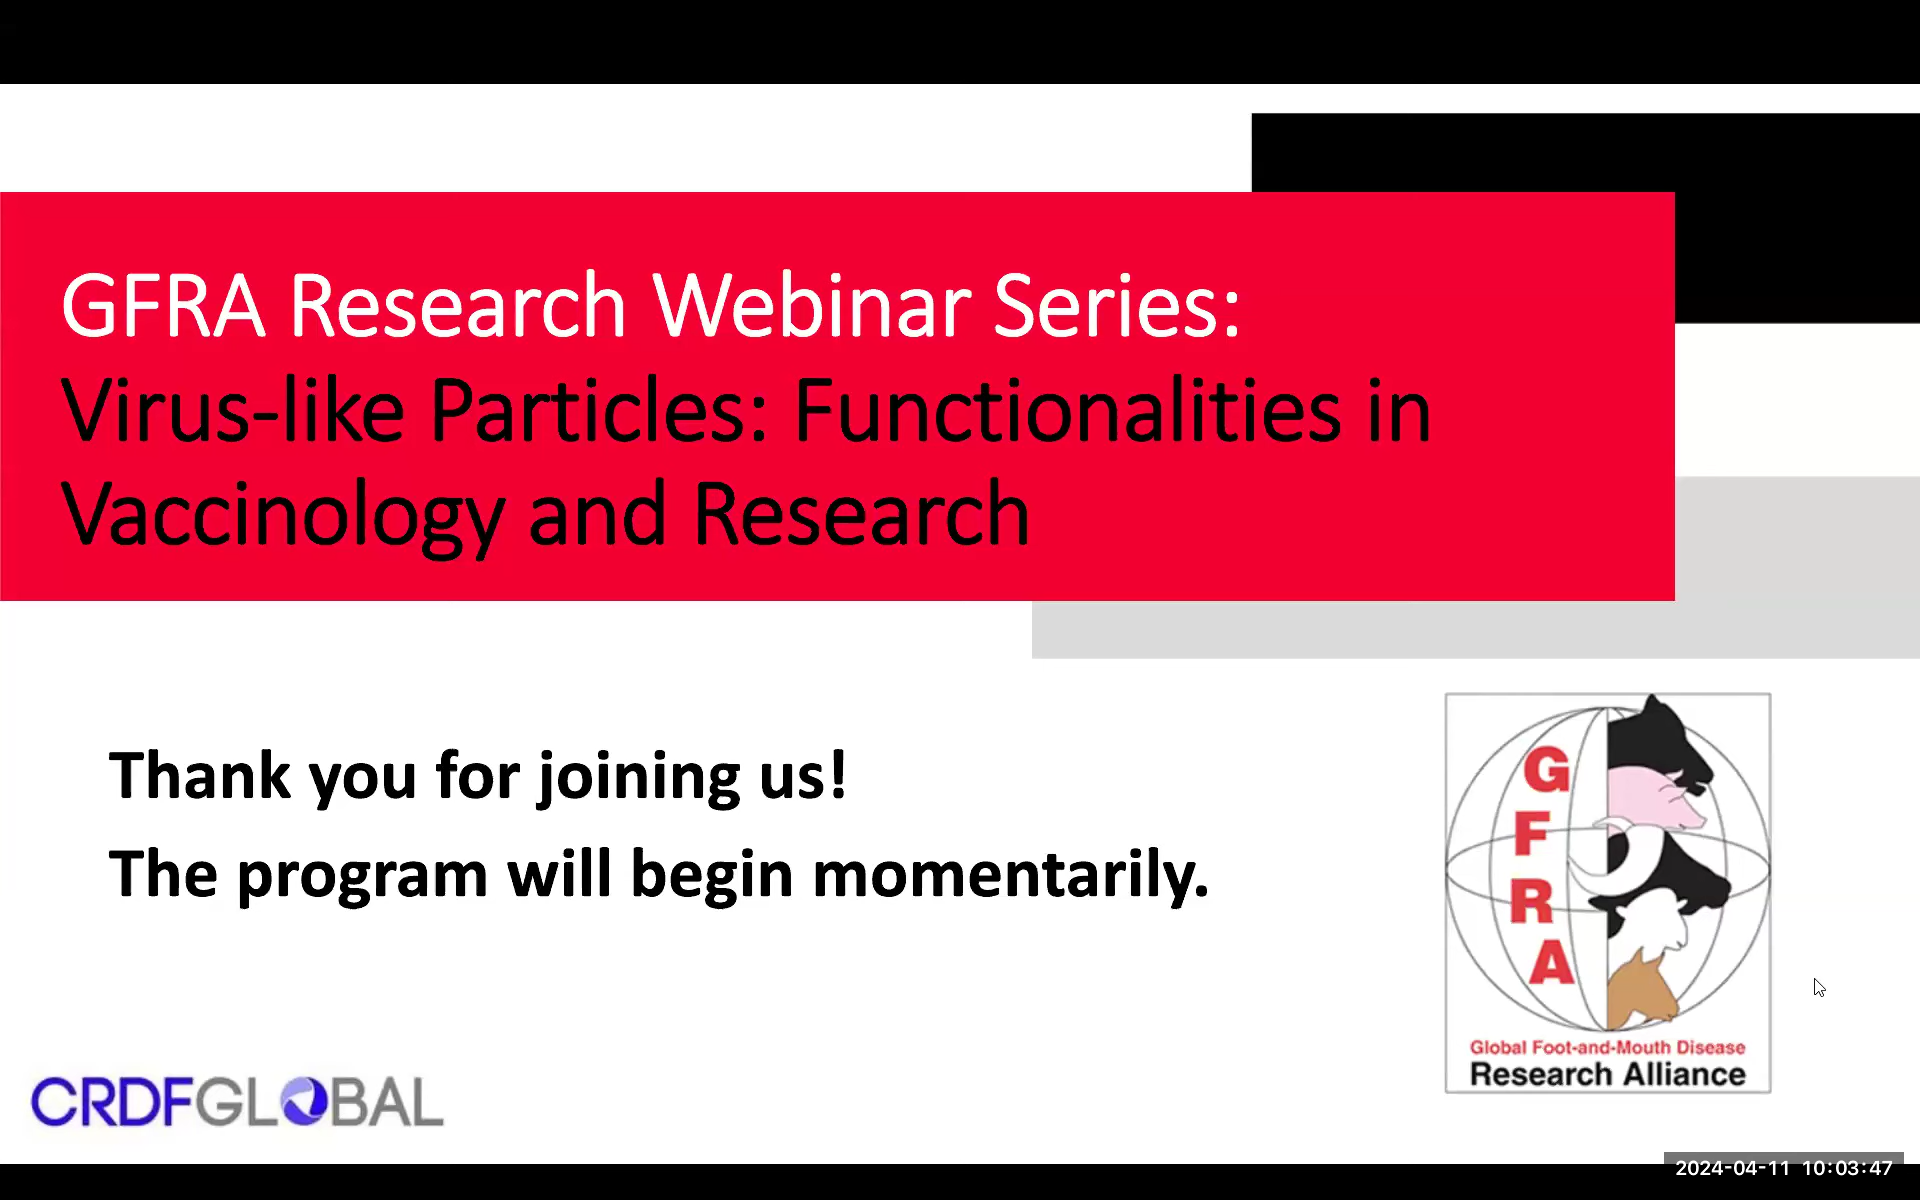 GFRA Research Webinar Series:
Virus-like Particles: Functionalities in
Vaccinology and Research
Thank you for joining us!
The program will begin momentarily.
G
F
R
A
Global Foot-and-Mouth Disease
Research Alliance
CRDFGLOBAL
2024-04-11 10:03:47